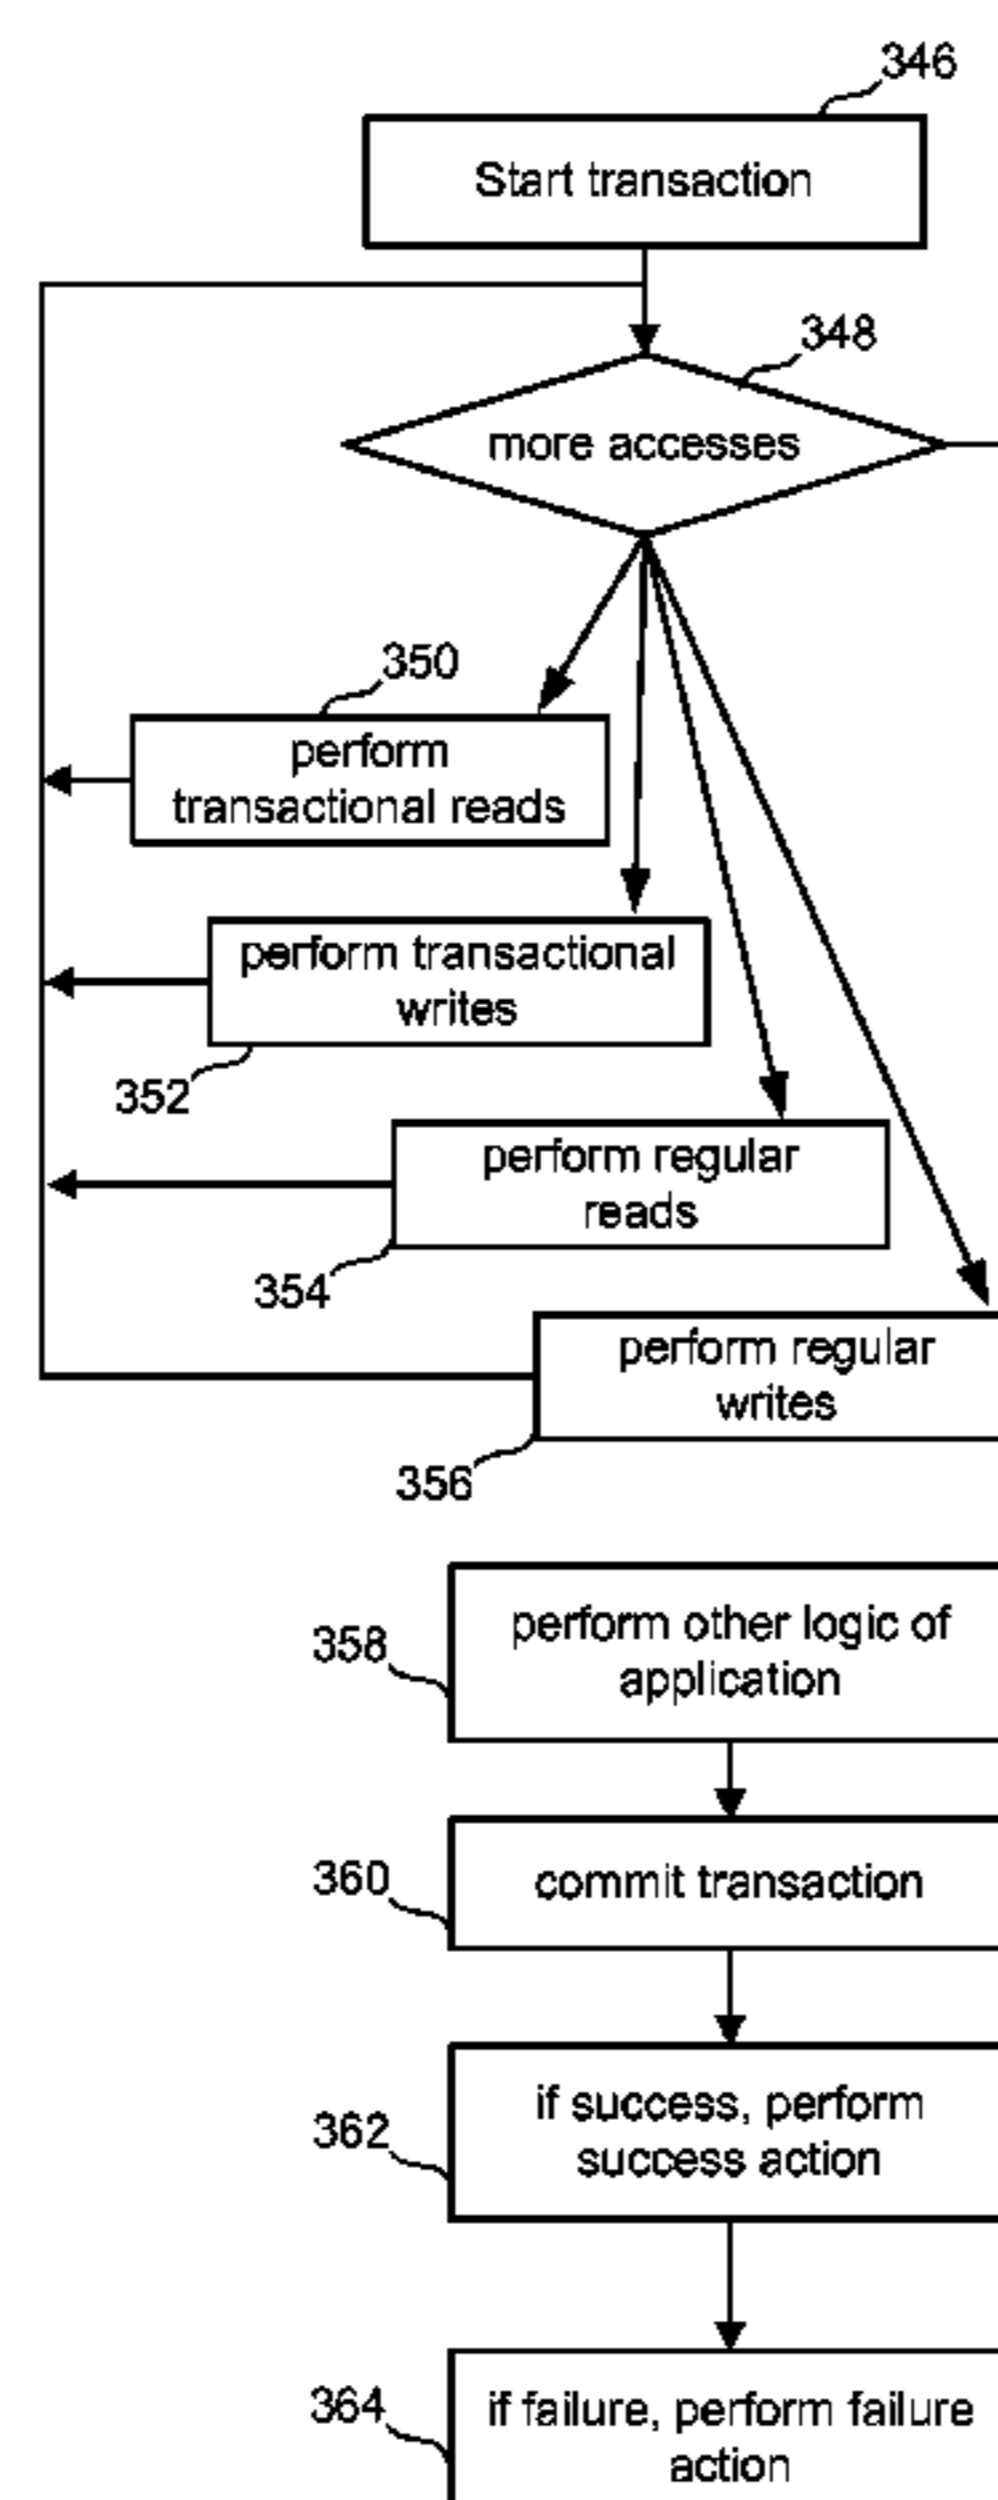 346
Start transaction
348
more accesses
350
perform
transactional reads
perform transactional
writes
352
perform regular
reads
354
perform regular
writes
356
perform other logic of
application
358
commit transaction
360
if success, perform
success action
362
if failure, perform failure
action
364